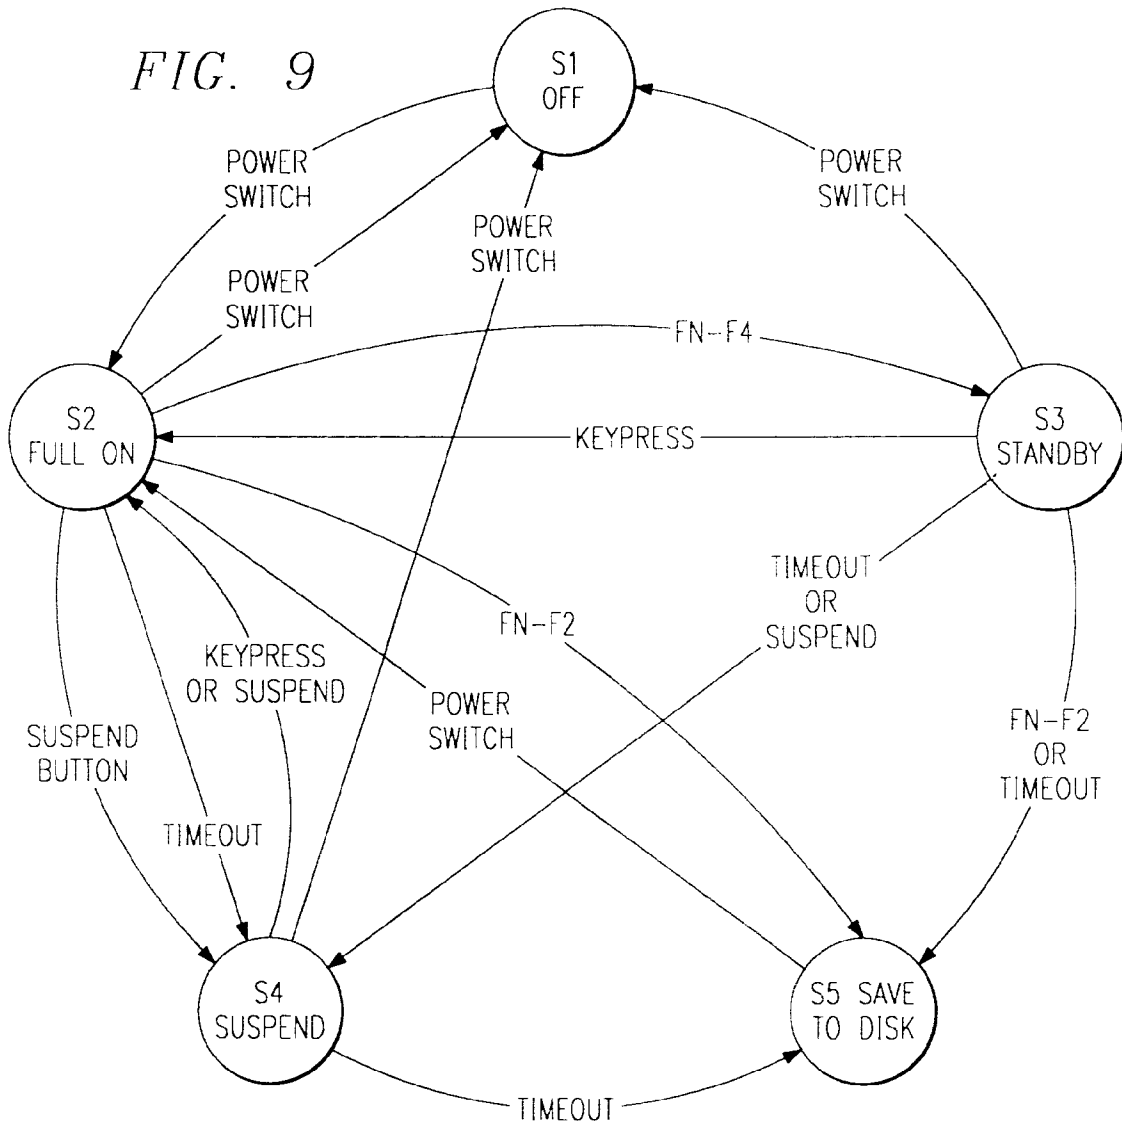 FIG. 9
S1
OFF
POWER
SWITCH
POWER
SWITCH
POWER
SWITCH
POWER
SWITCH
FN-F4
S2
FULL ON
KEYPRESS
S3
STANDBY
TIMEOUT
OR
SUSPEND
FN-F2
KEYPRESS
OR SUSPEND
POWER
SWITCH
SUSPEND
BUTTON
FN-F2
OR
TIMEOUT
TIMEOUT
S4
SUSPEND
S5 SAVE
TO DISK
TIMEOUT